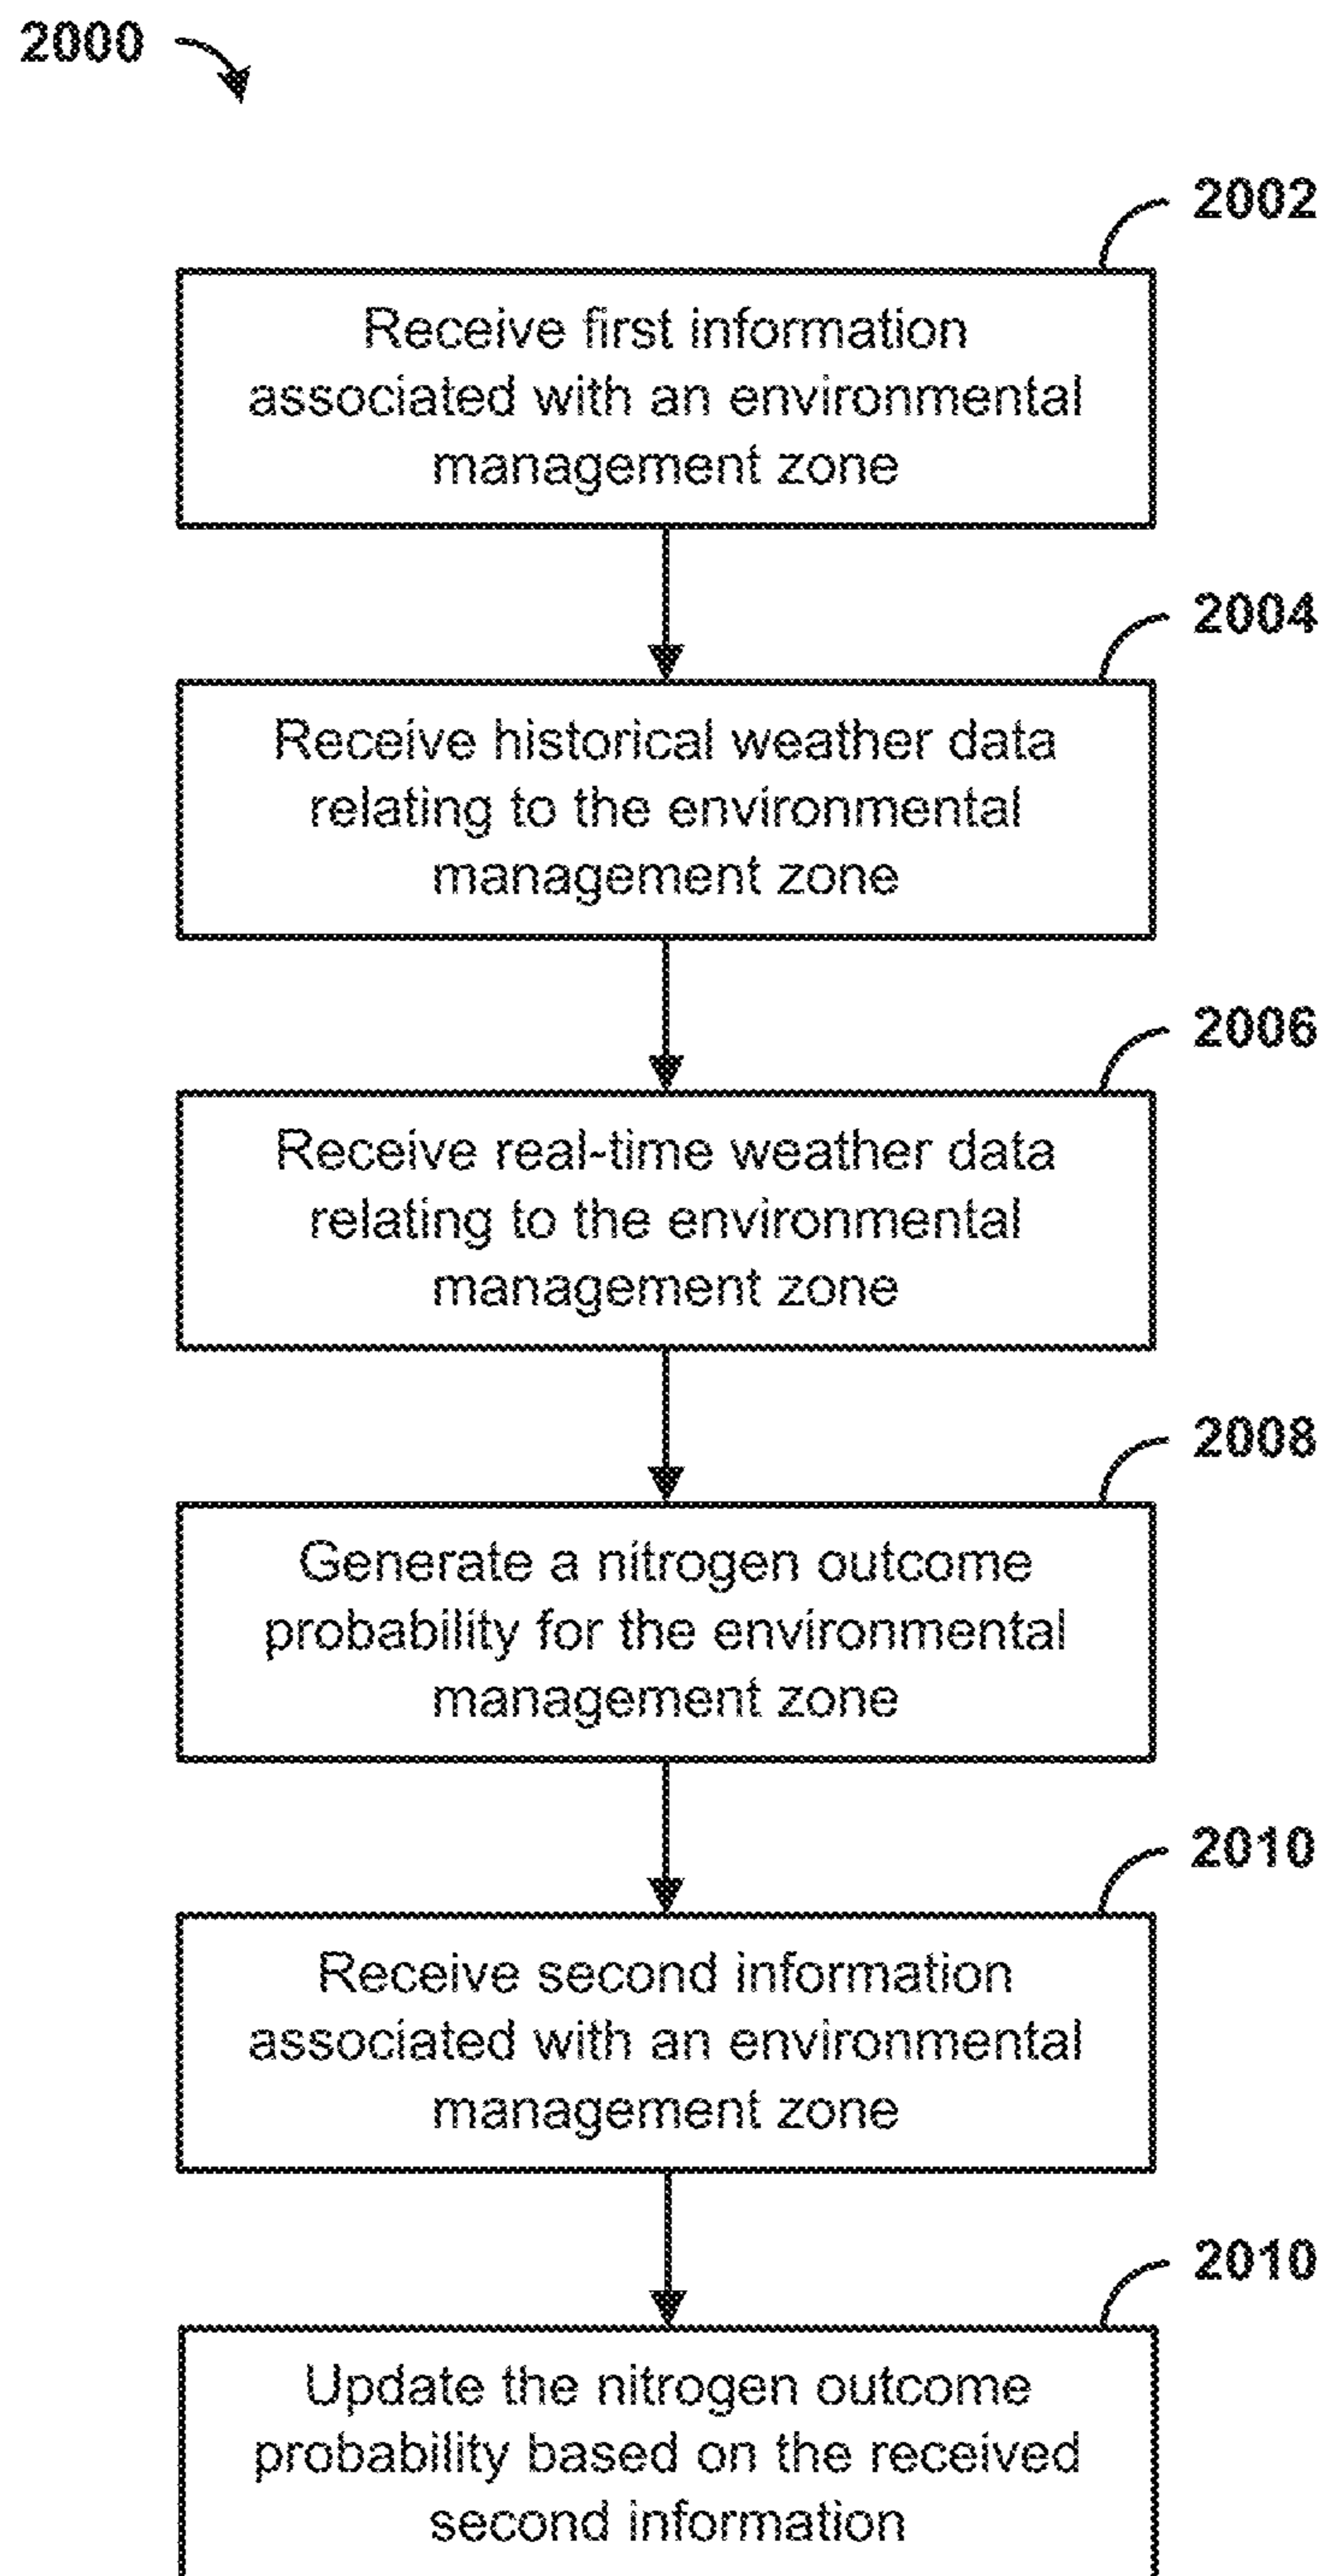 2000
2002
Receive first information
associated with an environmental
management zone
2004
Receive historical weather data
relating to the environmental
management zone
2006
Receive real-time weather data
relating to the environmental
management zone
2008
Generate a nitrogen outcome
probability for the environmental
management zone
2010
Receive second information
associated with an environmental
management zone
2010
Update the nitrogen outcome
probability based on the received
second information